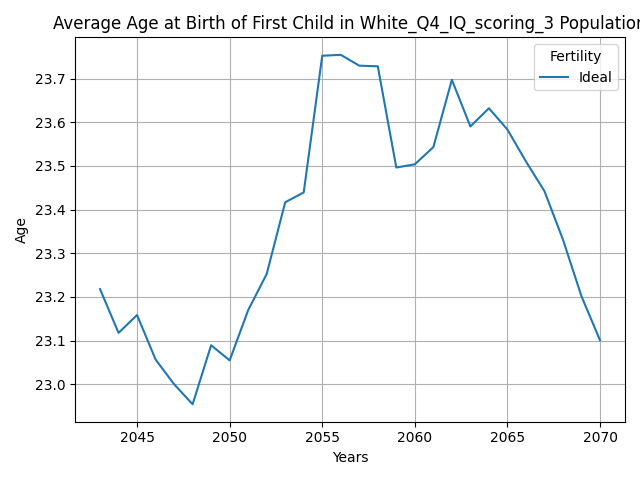 Average Age at Birth of First Child in White_Q4_IQ_scoring_3 Population
Fertility
Ideal
23.7
23.6
23.5
23.4
23.3
23.2
23.1
23.0
Age
2045 2050 2055 2060 2065 2070
Years